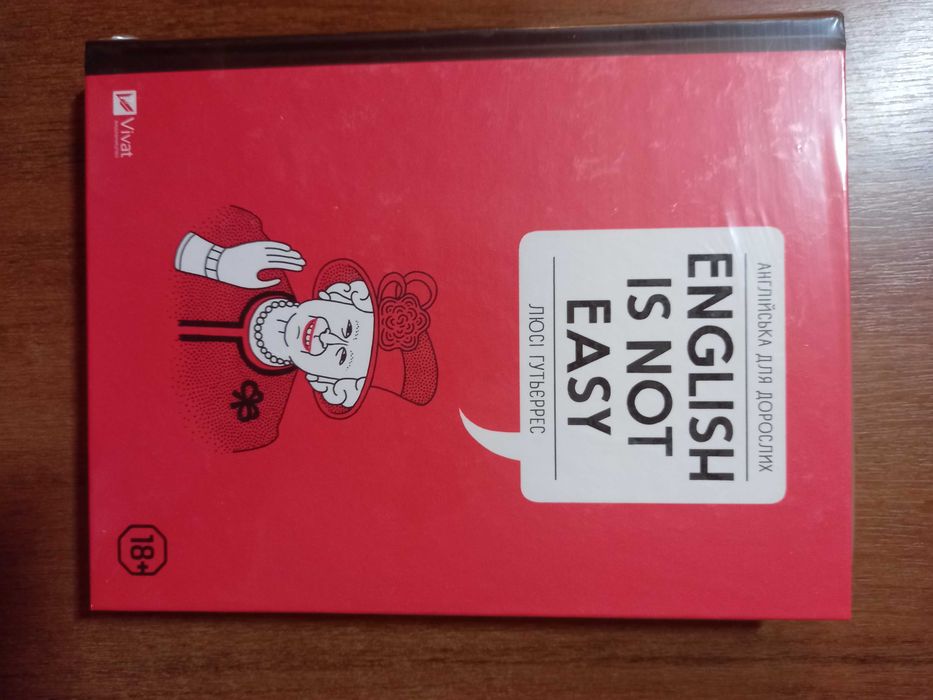 АНГЛІЙСЬКА ДЛЯ ДОРОСЛИХ
ENGLISH
IS NOT
EASY
ЛЮСІ ГУТЬЄРРЕС
Vivat
18+